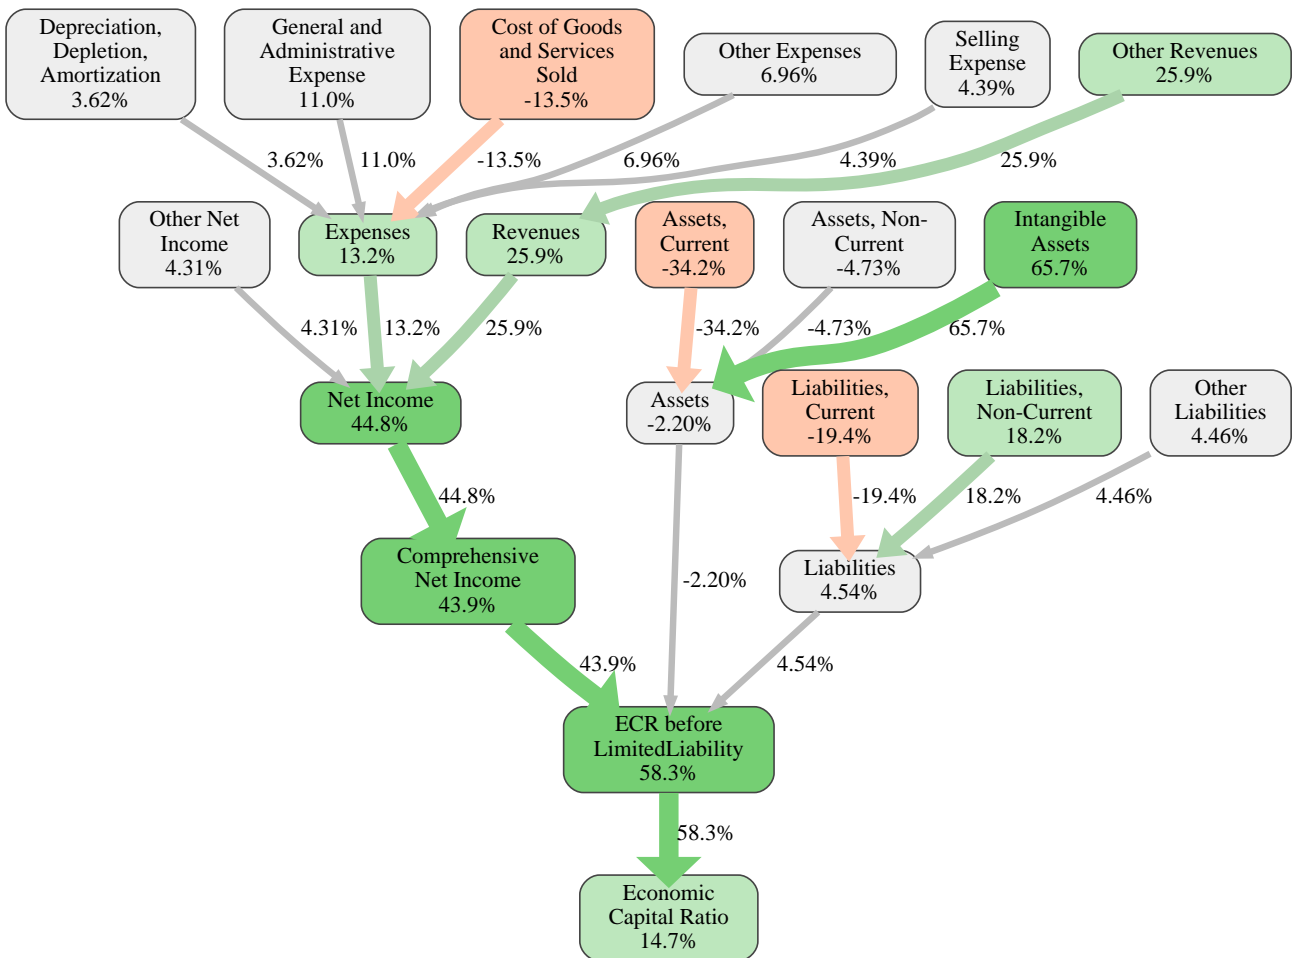 Depreciation,
Depletion,
Amortization
3.62%
General and
Administrative
Expense
11.0%
Cost of Goods
and Services
Sold
-13.5%
Other Expenses
6.96%
Selling
Expense
4.39%
Other Revenues
25.9%
3.62%
11.0%
-13.5%
6.96%
4.39%
25.9%
Other Net
Income
4.31%
Expenses
13.2%
Revenues
25.9%
Assets,
Current
-34.2%
Assets, Non-
Current
-4.73%
Intangible
Assets
65.7%
4.31%
13.2%
25.9%
-34.2%
-4.73%
65.7%
Net Income
44.8%
Assets
-2.20%
Liabilities,
Current
-19.4%
Liabilities,
Non-Current
18.2%
Other
Liabilities
4.46%
44.8%
-19.4%
18.2%
4.46%
Comprehensive
Net Income
43.9%
-2.20%
Liabilities
4.54%
43.9%
4.54%
ECR before
LimitedLiability
58.3%
58.3%
Economic
Capital Ratio
14.7%